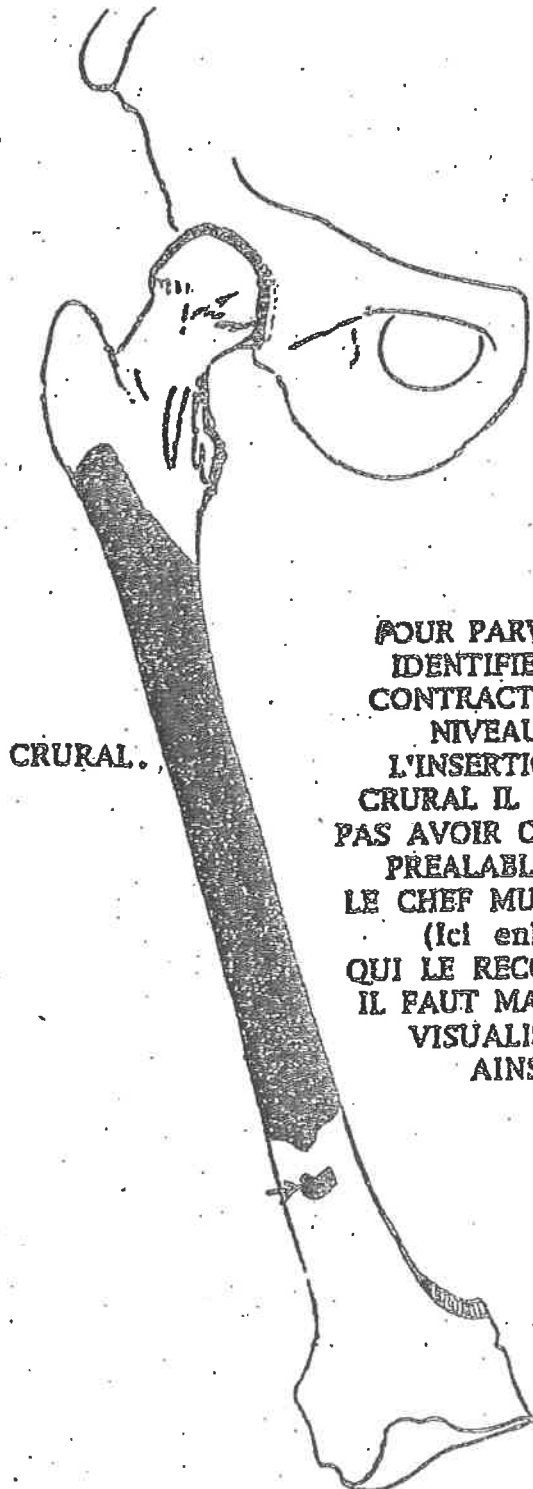 POUR PARV
IDENTIFIE
CONTRACT
NIVEAU
L'INSERTI
CRURAL IL
PAS AVOIR
PREALABL
LE CHEF MU
(Ici en
QUI LE RECO
IL FAUT MA
VISUALIS
AINS
CRURAL.